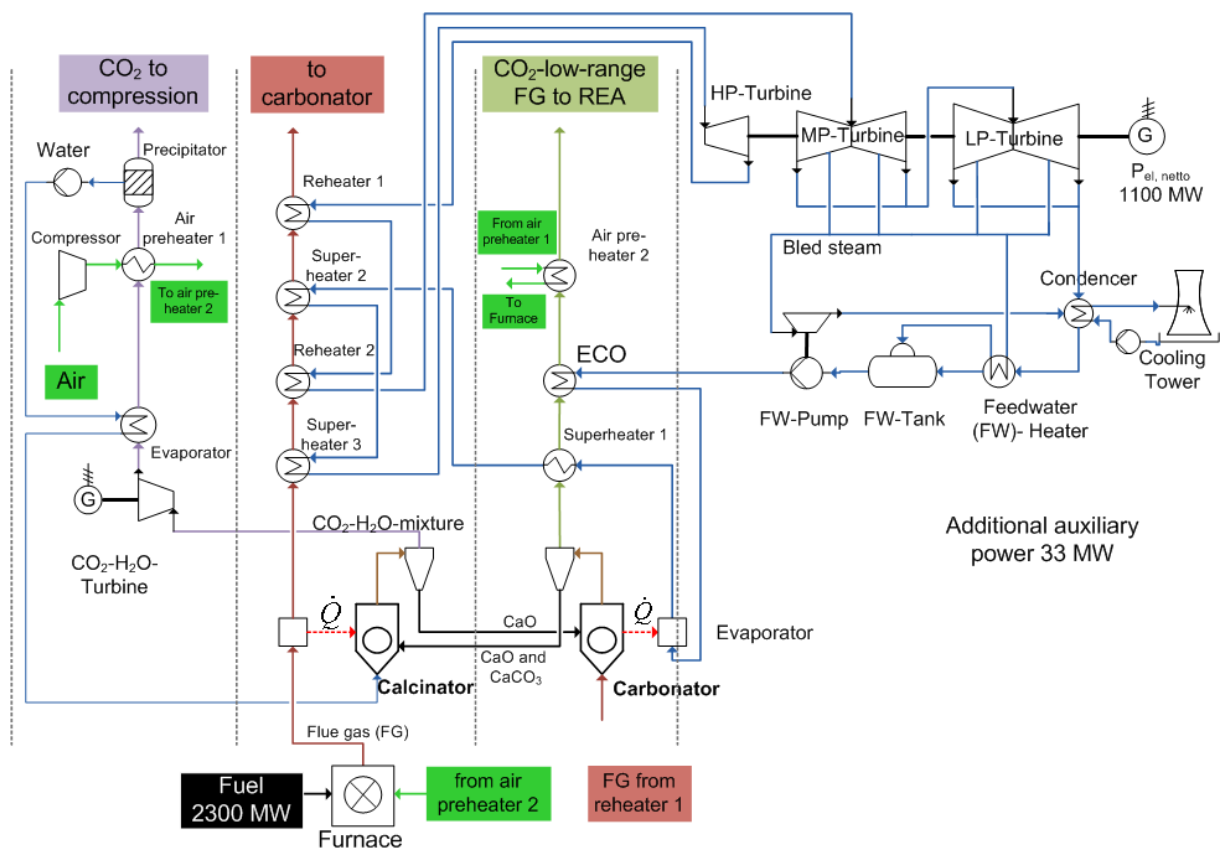 CO₂ to
compression
to
carbonator
CO₂-low-range
FG to REA
HP-Turbine
MP-Turbine
LP-Turbine
G
P el, netto
1100 MW
Water
Precipitator
Air
preheater 1
Compressor
To air pre-
heater 2
Air
Evaporator
G
CO₂-H₂O-
Turbine
Reheater 1
Super-
heater 2
Reheater 2
Super-
heater 3
From air
preheater 1
Air pre-
heater 2
To
Furnace
ECO
Superheater 1
Bled steam
Condencer
Cooling
Tower
FW-Pump
FW-Tank
Feedwater
(FW)- Heater
CO₂-H₂O-mixture
Additional auxiliary
power 33 MW
Q̇
CaO
Q̇
Evaporator
CaO and
CaCO₃
Calcinator
Carbonator
Flue gas (FG)
Fuel
2300 MW
Furnace
from air
preheater 2
FG from
reheater 1